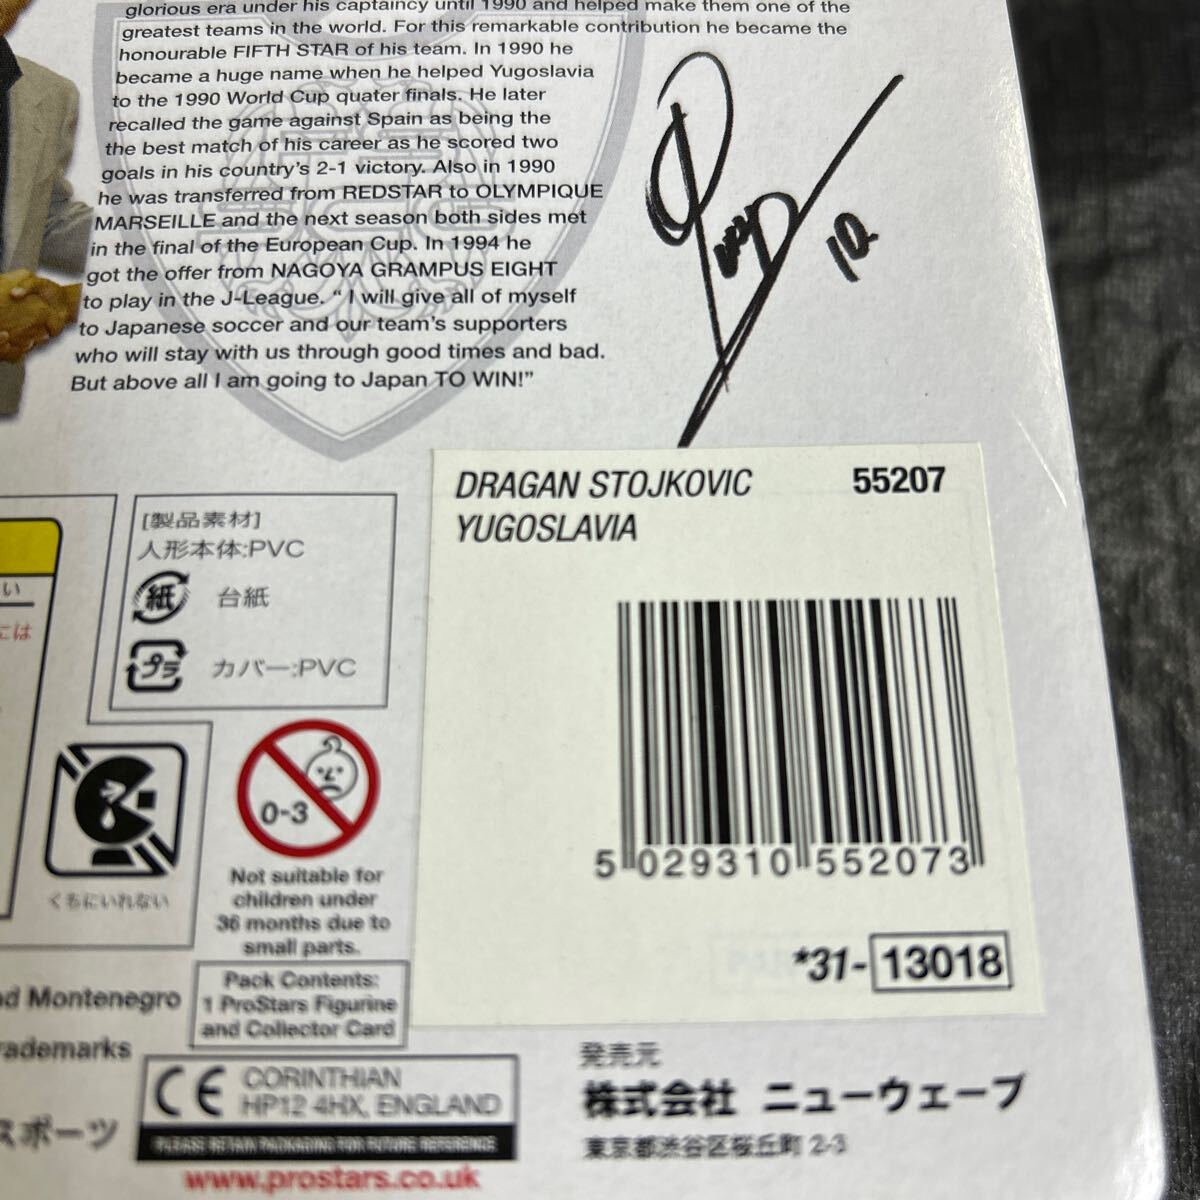 glorious era under his captaincy until 1990 and helped make them one of the
greatest teams in the world. For this remarkable contribution he became the
honourable FIFTH STAR of his team. In 1990 he
became a huge name when he helped Yugoslavia
to the 1990 World Cup quater finals. He later
recalled the game against Spain as being the
the best match of his career as he scored two
goals in his country's 2-1 victory. Also in 1990
he was transferred from REDSTAR to OLYMPIQUE
MARSEILLE and the next season both sides met
in the final of the European Cup. In 1994 he
got the offer from NAGOYA GRAMPUS EIGHT
to play in the J-League. “ I will give all of myself
to Japanese soccer and our team's supporters
who will stay with us through good times and bad.
But above all I am going to Japan TO WIN!”
10
DRAGAN STOJKOVIC 55207
YUGOSLAVIA
5 029310 552073
*31-13018
[製品素材]
人形本体:PVC
紙 台紙
プラ カバー:PVC
い
には
くちにいれない
0-3
Not suitable for
children under
36 months due to
small parts.
Pack Contents:
1 ProStars Figurine
and Collector Card
Montenegro
スポーツ
CE CORINTHIAN
HP12 4HX, ENGLAND
PLEASE RETAIN PACKAGING FOR FUTURE REFERENCE
www.prostars.co.uk
発売元
株式会社 ニューウェーブ
東京都渋谷区桜丘町 2-3